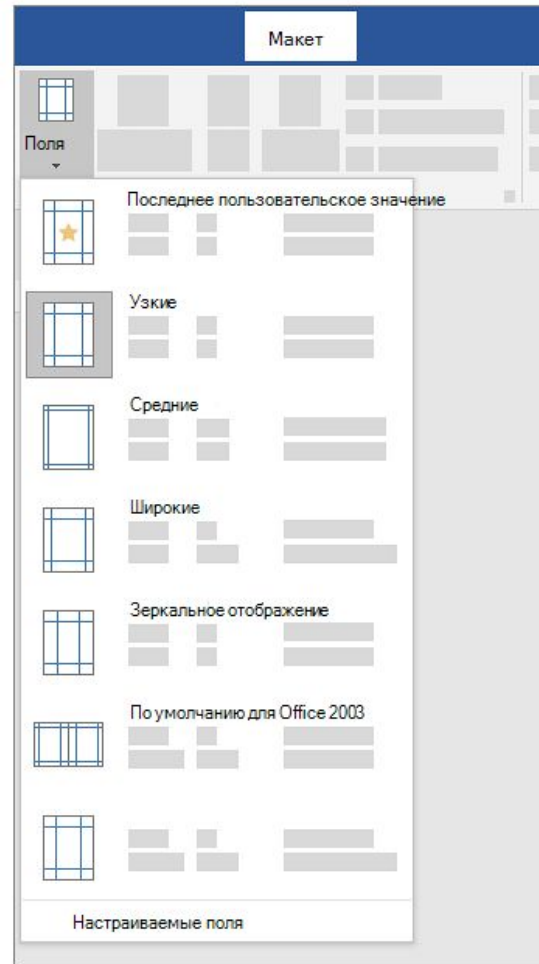 Макет
Поля
Последнее пользовательское значение
Узкие
Средние
Широкие
Зеркальное отображение
По умолчанию для Office 2003
Настраиваемые поля